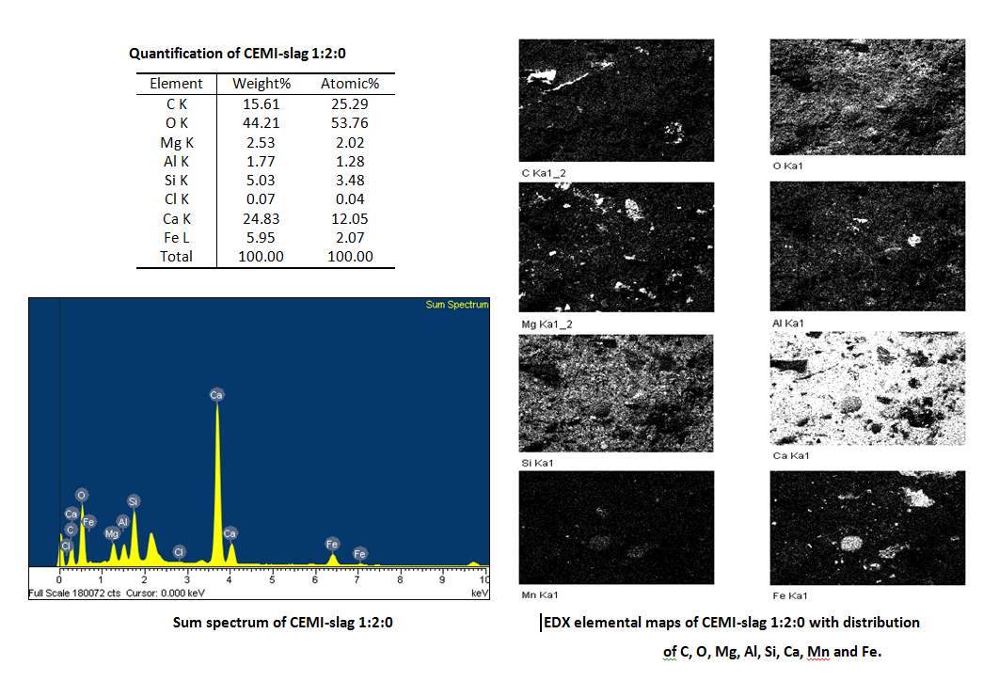 Quantification of CEMI-slag 1:2:0
Element Weight% Atomic%
C K 15.61 25.29
O K 44.21 53.76
Mg K 2.53 2.02
Al K 1.77 1.28
Si K 5.03 3.48
Cl K 0.07 0.04
Ca K 24.83 12.05
Fe L 5.95 2.07
Total 100.00 100.00
Sum Spectrum
Ca
O
Si
Ca
Fe
Al
C
Mg
Ca
Cl
Cl
Fe
Fe
0 1 2 3 4 5 6 7 8 9 10
Full Scale 180072 cts Cursor: 0.000 keV keV
Sum spectrum of CEMI-slag 1:2:0
C Ka1_2
O Ka1
Mg Ka1_2
Al Ka1
Si Ka1
Ca Ka1
Mn Ka1
Fe Ka1
EDX elemental maps of CEMI-slag 1:2:0 with distribution
of C, O, Mg, Al, Si, Ca, Mn and Fe.